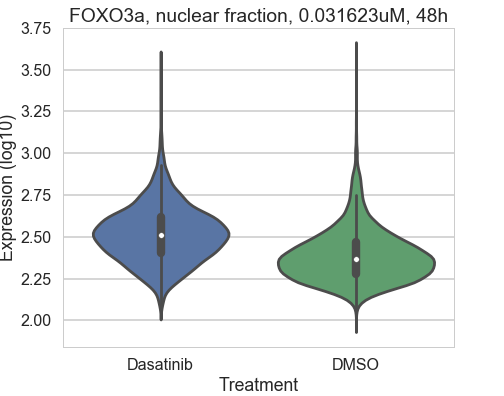 FOXO3a, nuclear fraction, 0.031623uM, 48h
Expression (log10)
3.75
3.50
3.25
3.00
2.75
2.50
2.25
2.00
Dasatinib DMSO
Treatment